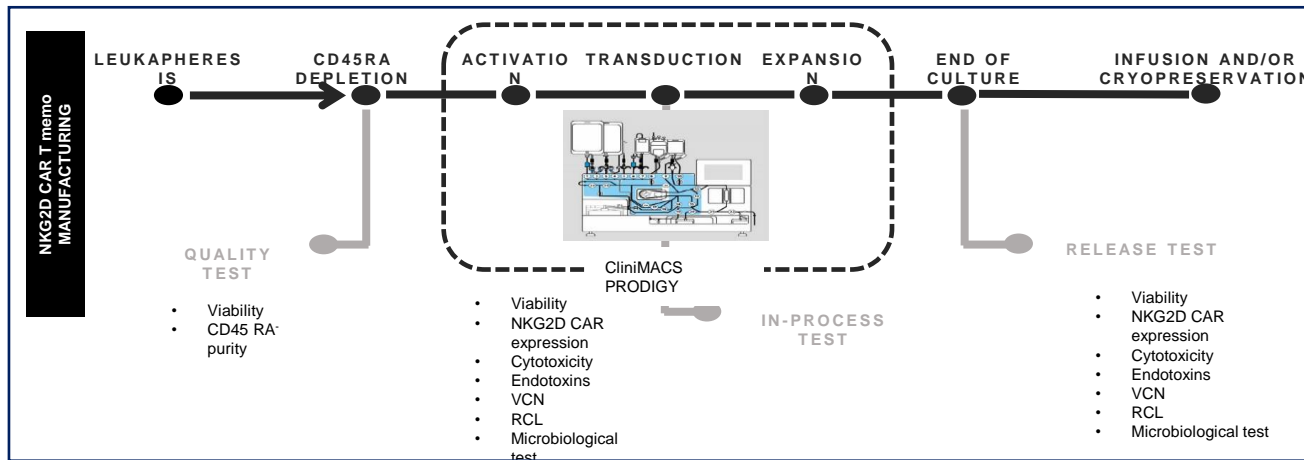 NKG2D CAR T memo
MANUFACTURING
LEUKAPHERES
IS
CD45RA
DEPLETION
ACTIVATIO
N
TRANSDUCTION
EXPANSIO
N
END OF
CULTURE
INFUSION AND/OR
CRYOPRESERVATION
QUALITY
TEST
• Viability
• CD45 RA-
purity
CliniMACS
PRODIGY
• Viability
• NKG2D CAR
expression
• Cytotoxicity
• Endotoxins
• VCN
• RCL
• Microbiological
test
IN-PROCESS
TEST
RELEASE TEST
• Viability
• NKG2D CAR
expression
• Cytotoxicity
• Endotoxins
• VCN
• RCL
• Microbiological test